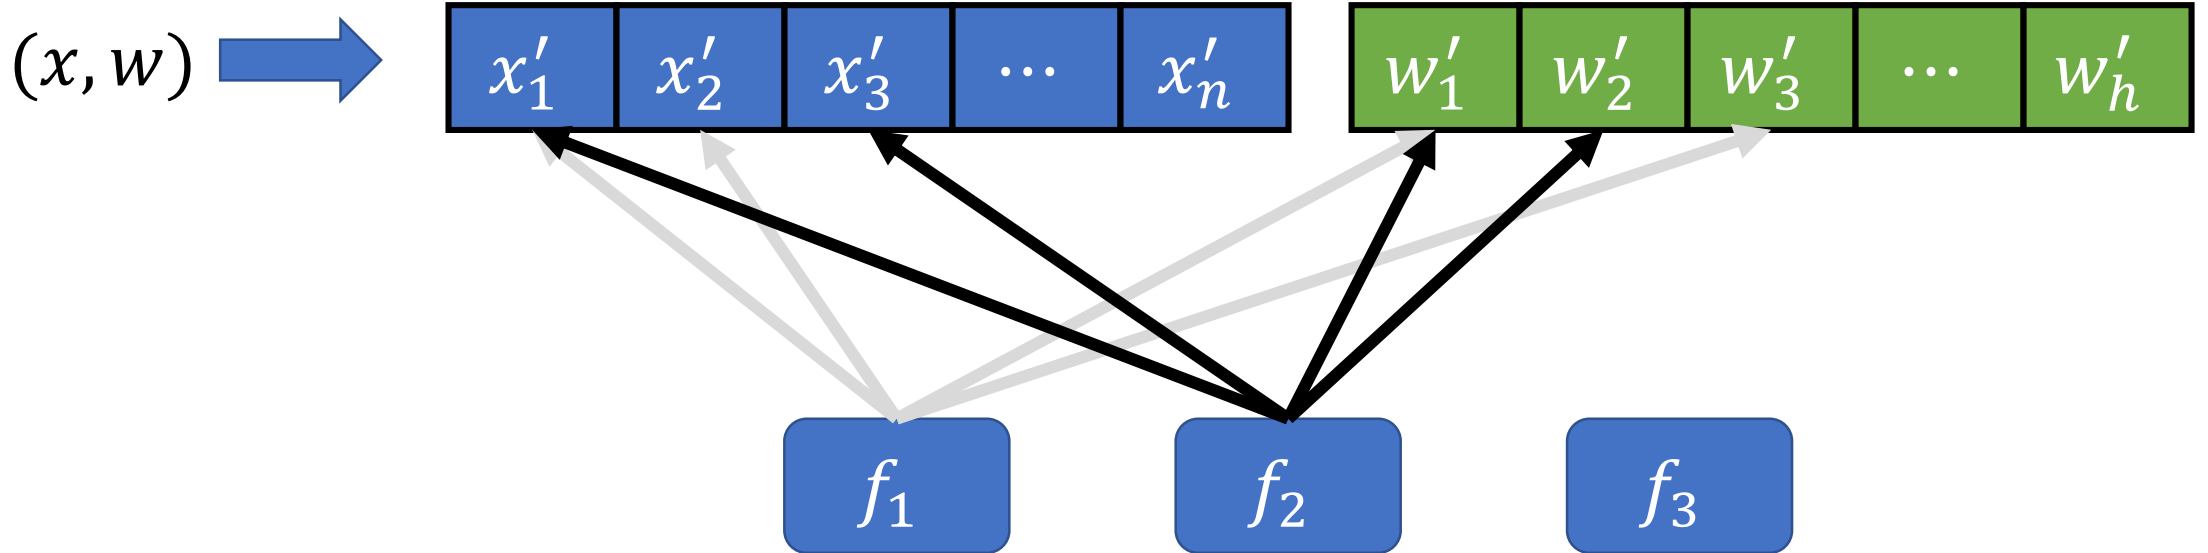 (x, w) x′₁ x′₂ x′₃ ⋯ x′ₙ w′₁ w′₂ w′₃ ⋯ w′ₕ
f₁ f₂ f₃